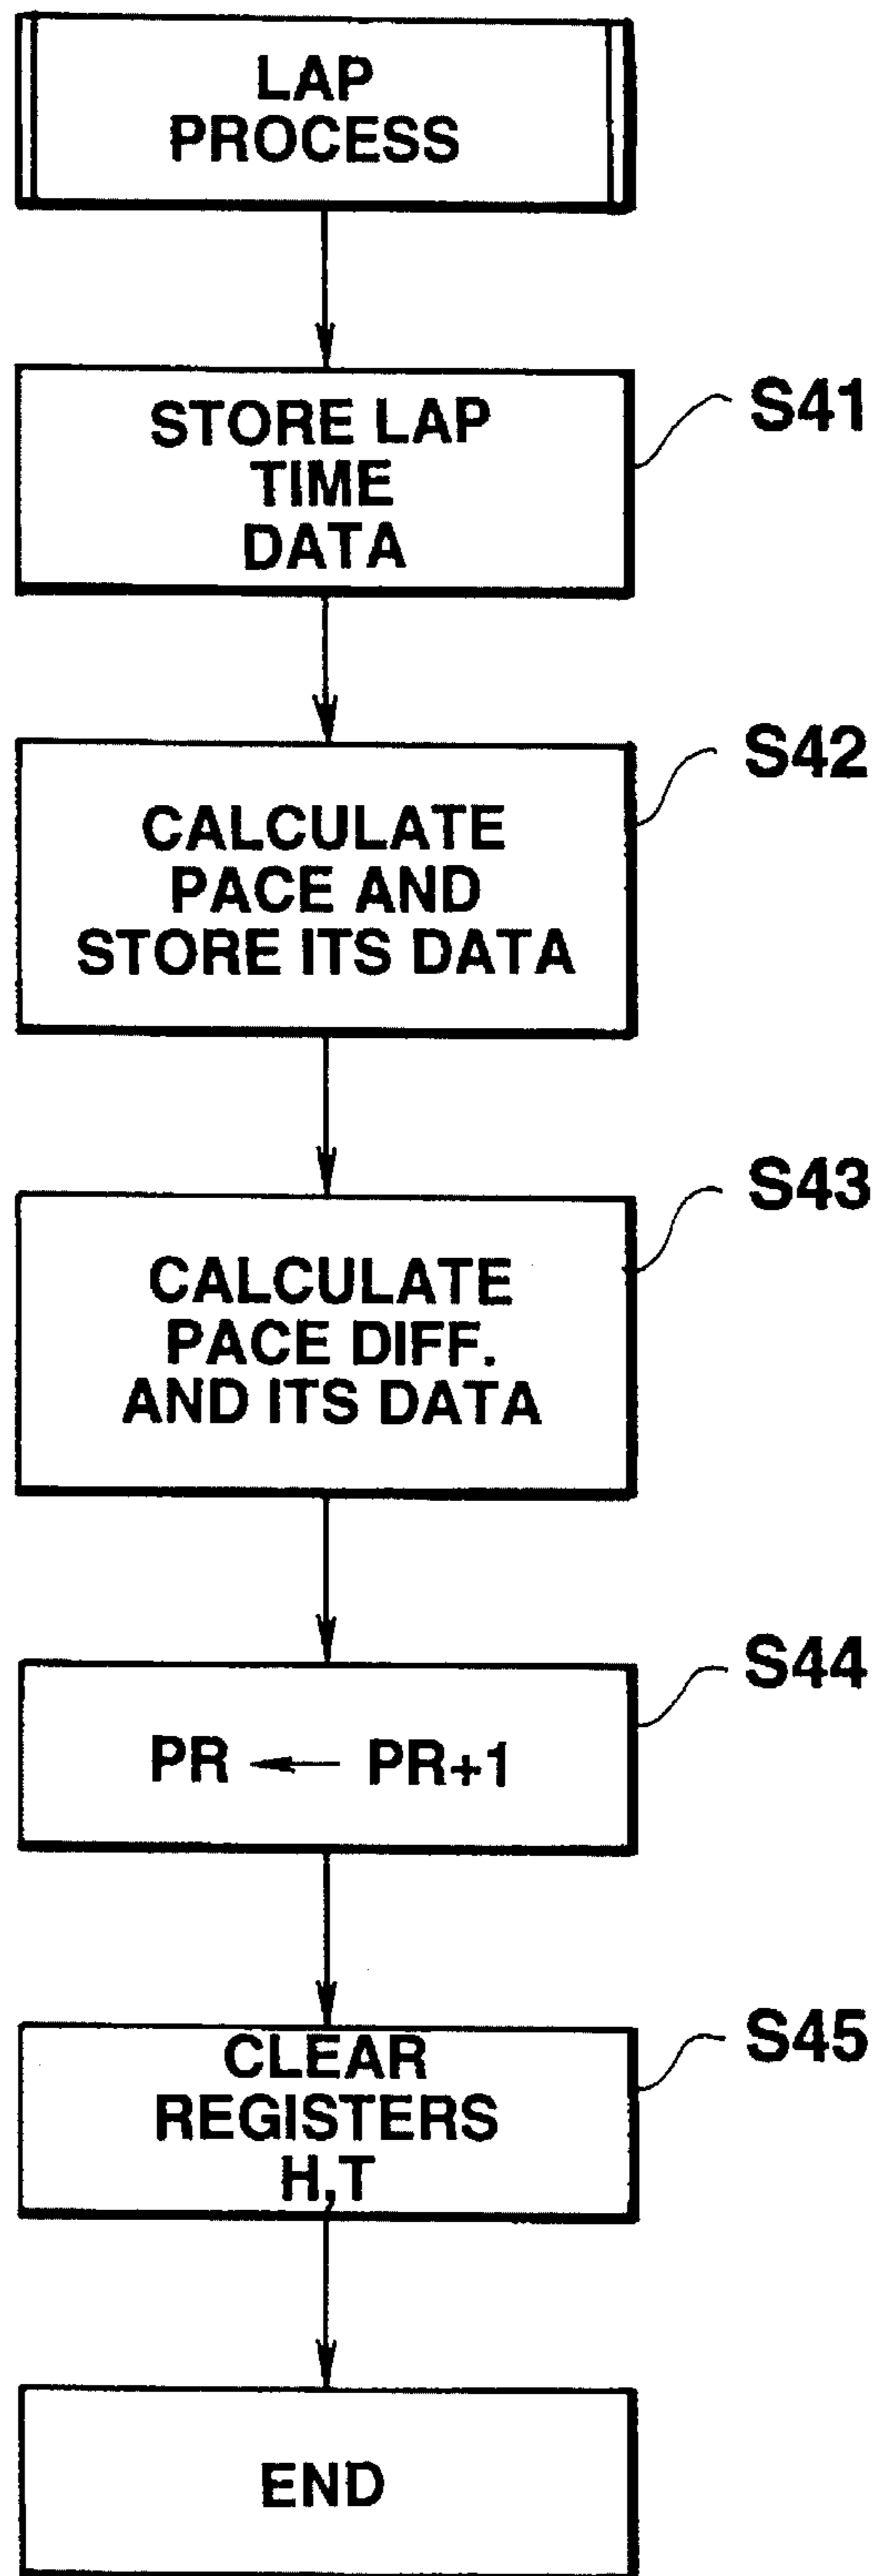 LAP
PROCESS
STORE LAP
TIME
DATA
S41
CALCULATE
PACE AND
STORE ITS DATA
S42
CALCULATE
PACE DIFF.
AND ITS DATA
S43
PR ← PR+1
S44
CLEAR
REGISTERS
H,T
S45
END